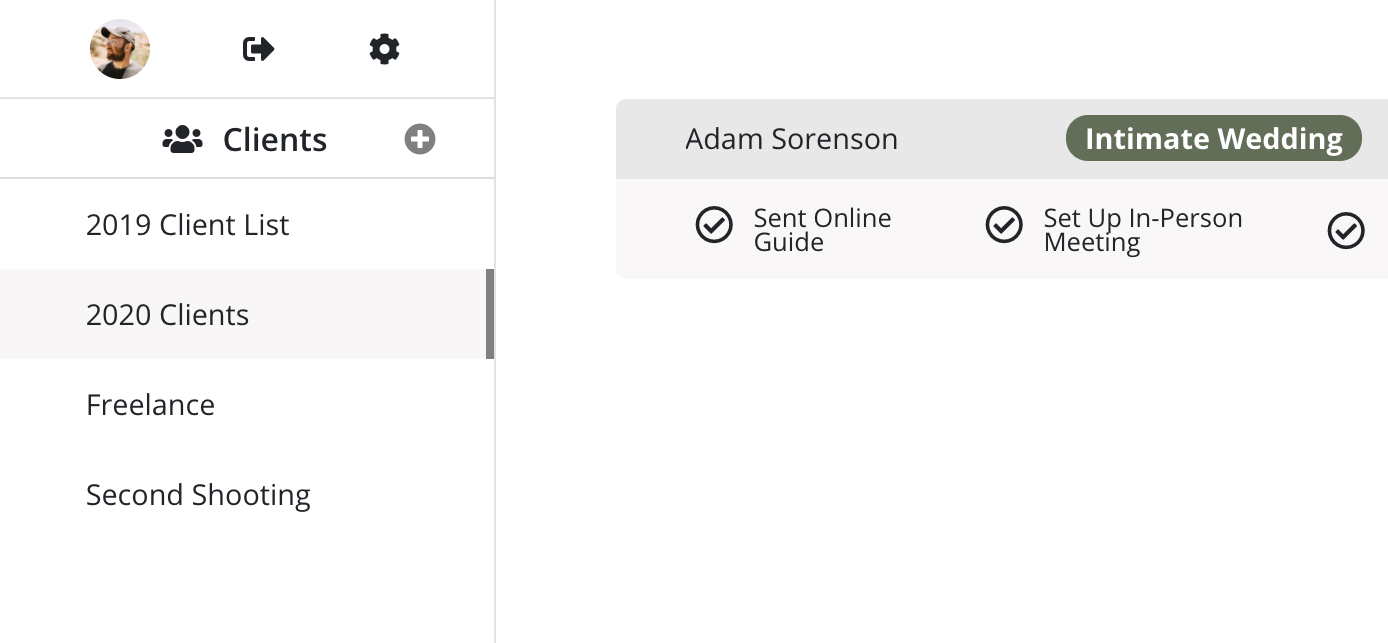 Clients
2019 Client List
2020 Clients
Freelance
Second Shooting
Adam Sorenson
Intimate Wedding
Sent Online
Guide
Set Up In-Person
Meeting